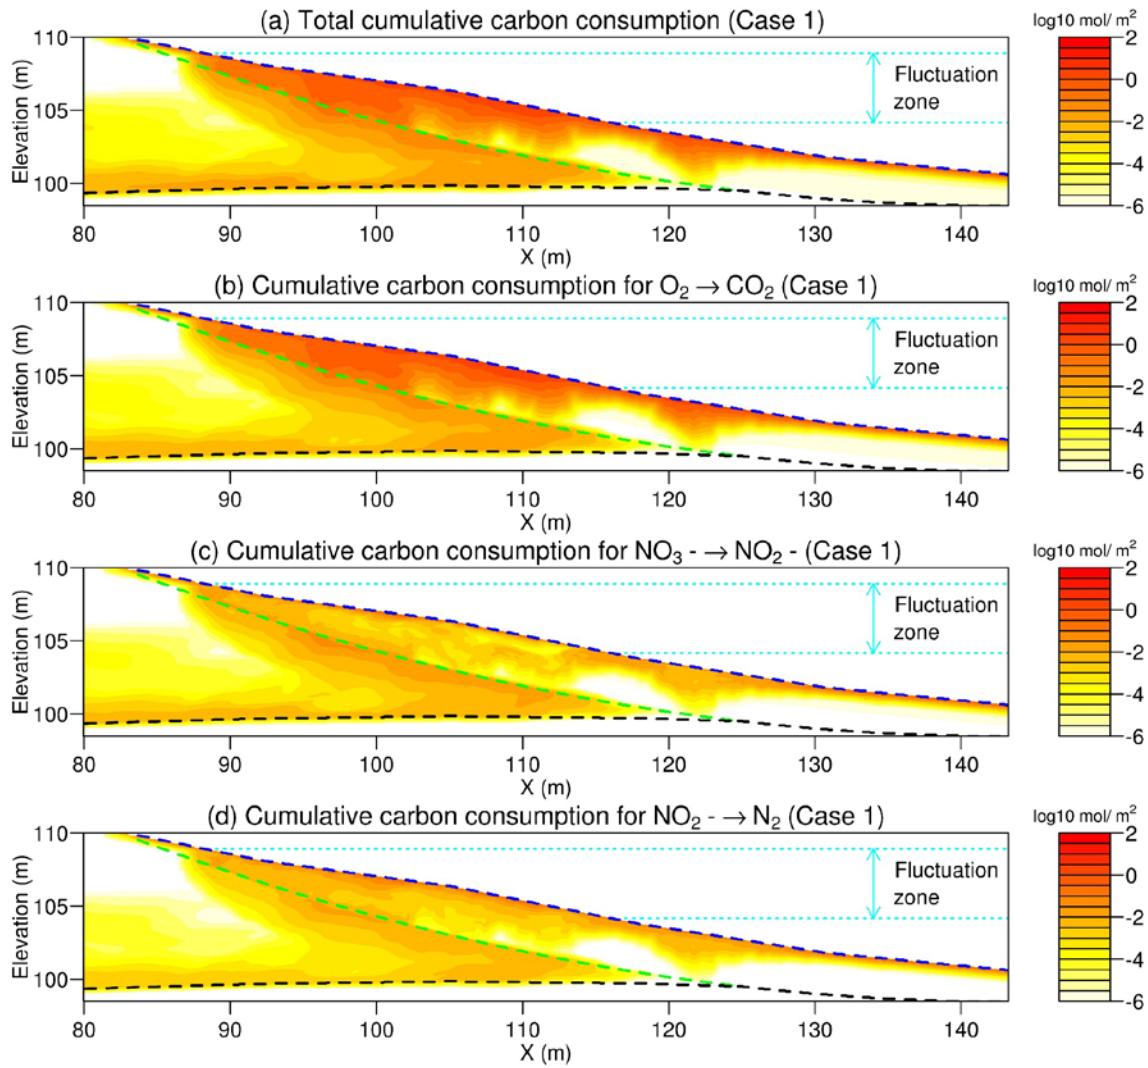 (a) Total cumulative carbon consumption (Case 1)
log10 mol/ m²
Elevation (m)
110
105
100
Fluctuation
zone
2
0
-2
-4
-6
80 90 100 110 120 130 140
X (m)
(b) Cumulative carbon consumption for O₂ → CO₂ (Case 1)
log10 mol/ m²
Elevation (m)
110
105
100
Fluctuation
zone
2
0
-2
-4
-6
80 90 100 110 120 130 140
X (m)
(c) Cumulative carbon consumption for NO₃ - → NO₂ - (Case 1)
log10 mol/ m²
Elevation (m)
110
105
100
Fluctuation
zone
2
0
-2
-4
-6
80 90 100 110 120 130 140
X (m)
(d) Cumulative carbon consumption for NO₂ - → N₂ (Case 1)
log10 mol/ m²
Elevation (m)
110
105
100
Fluctuation
zone
2
0
-2
-4
-6
80 90 100 110 120 130 140
X (m)